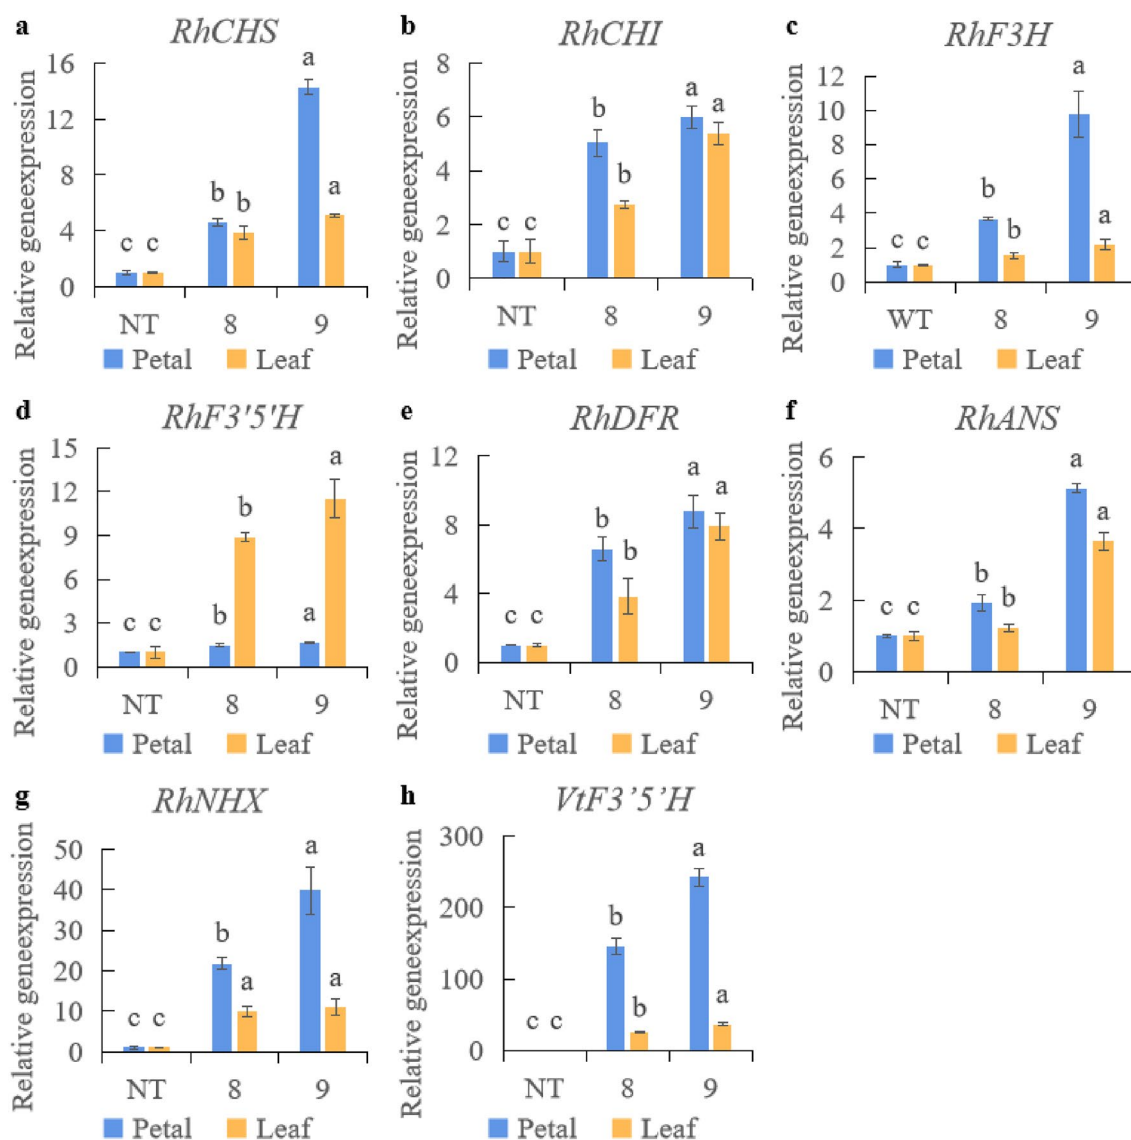 a RhCHS
Relative geneexpression
16
12
8
4
0
c c b b a a
NT 8 9
Petal Leaf
b RhCHI
Relative geneexpression
8
6
4
2
0
c c b b a a
NT 8 9
Petal Leaf
c RhF3H
Relative geneexpression
12
10
8
6
4
2
0
c c b b a a
WT 8 9
Petal Leaf
d RhF3'5'H
Relative geneexpression
15
12
9
6
3
0
c c b b a a
NT 8 9
Petal Leaf
e RhDFR
Relative geneexpression
12
8
4
0
c c b b a a
NT 8 9
Petal Leaf
f RhANS
Relative geneexpression
6
4
2
0
c c b b a a
NT 8 9
Petal Leaf
g RhNHX
Relative geneexpression
50
40
30
20
10
0
c c b a a a
NT 8 9
Petal Leaf
h VtF3’5’H
Relative geneexpression
300
200
100
0
c c b b a a
NT 8 9
Petal Leaf